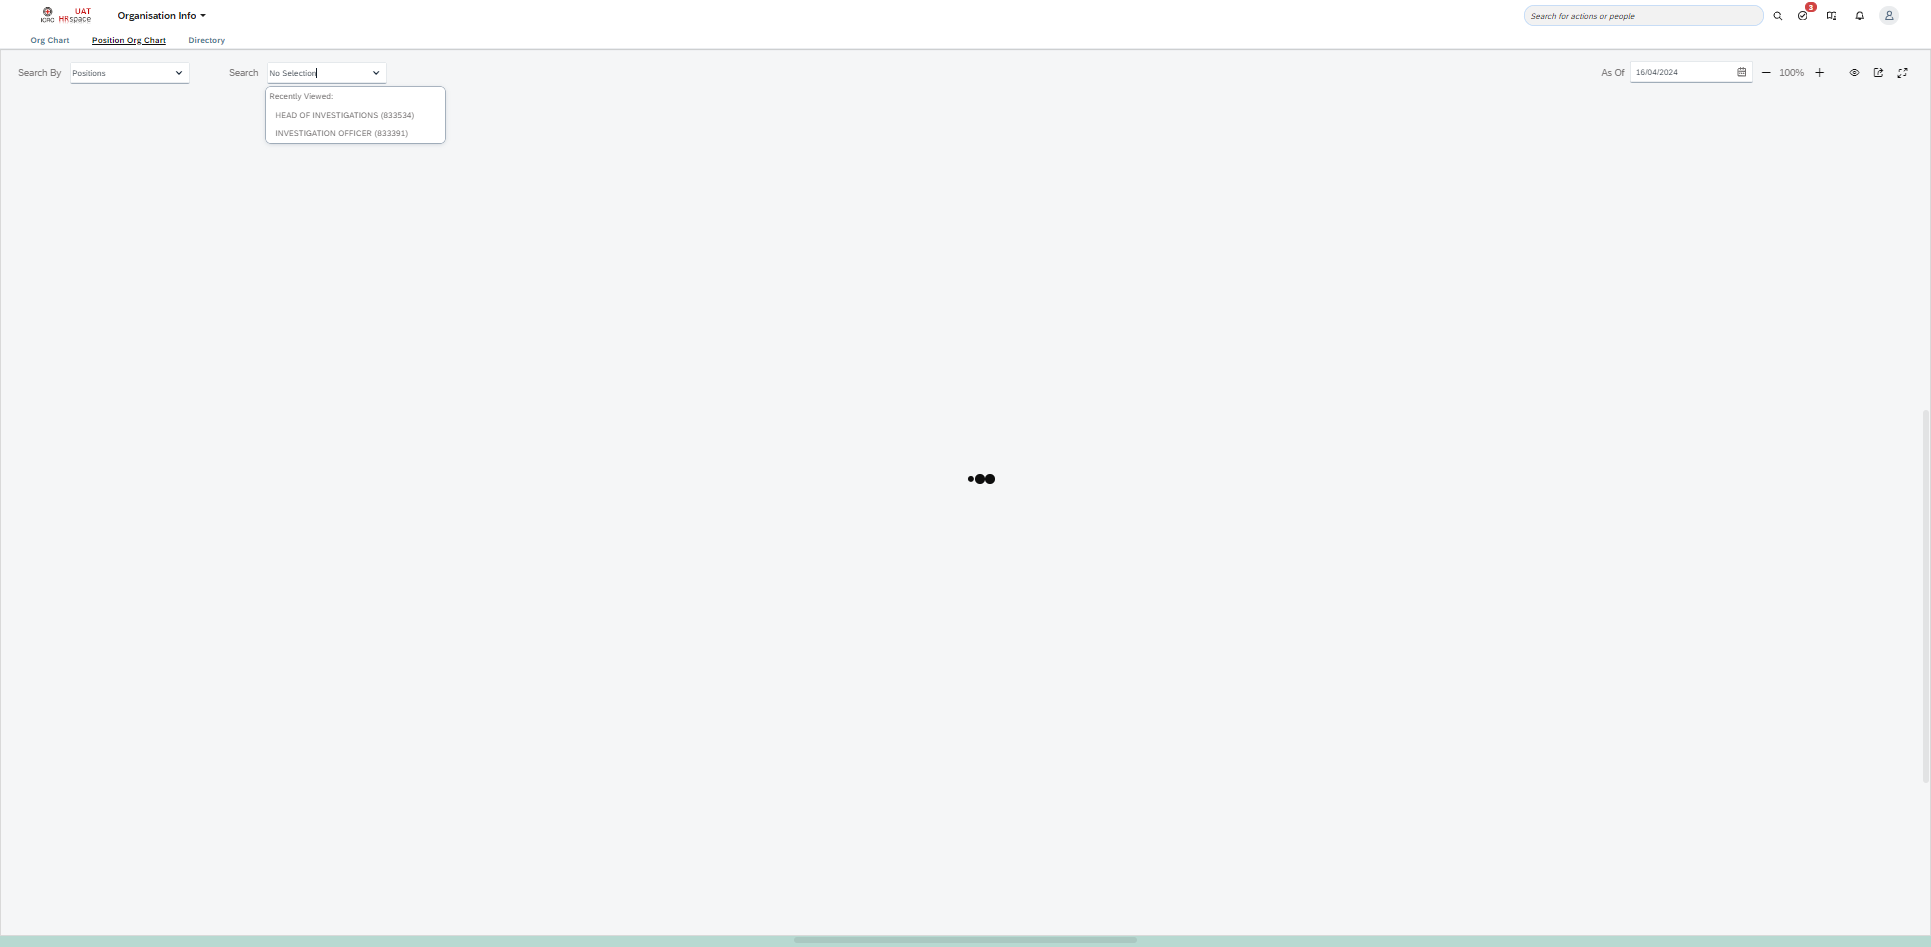 UAT
ICRC HRspace
Organisation Info
Search for actions or people
3
Org Chart
Position Org Chart
Directory
Search By
Positions
Search
No Selection
As Of
16/04/2024
100%
Recently Viewed:
HEAD OF INVESTIGATIONS (833534)
INVESTIGATION OFFICER (833391)